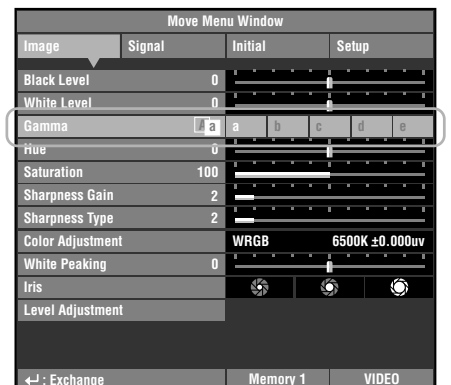 Move Menu Window
Image Signal Initial Setup
Black Level 0
White Level 0
Gamma A a a b c d e
Hue 0
Saturation 100
Sharpness Gain 2
Sharpness Type 2
Color Adjustment WRGB 6500K ±0.000uv
White Peaking 0
Iris
Level Adjustment
↵ : Exchange Memory 1 VIDEO